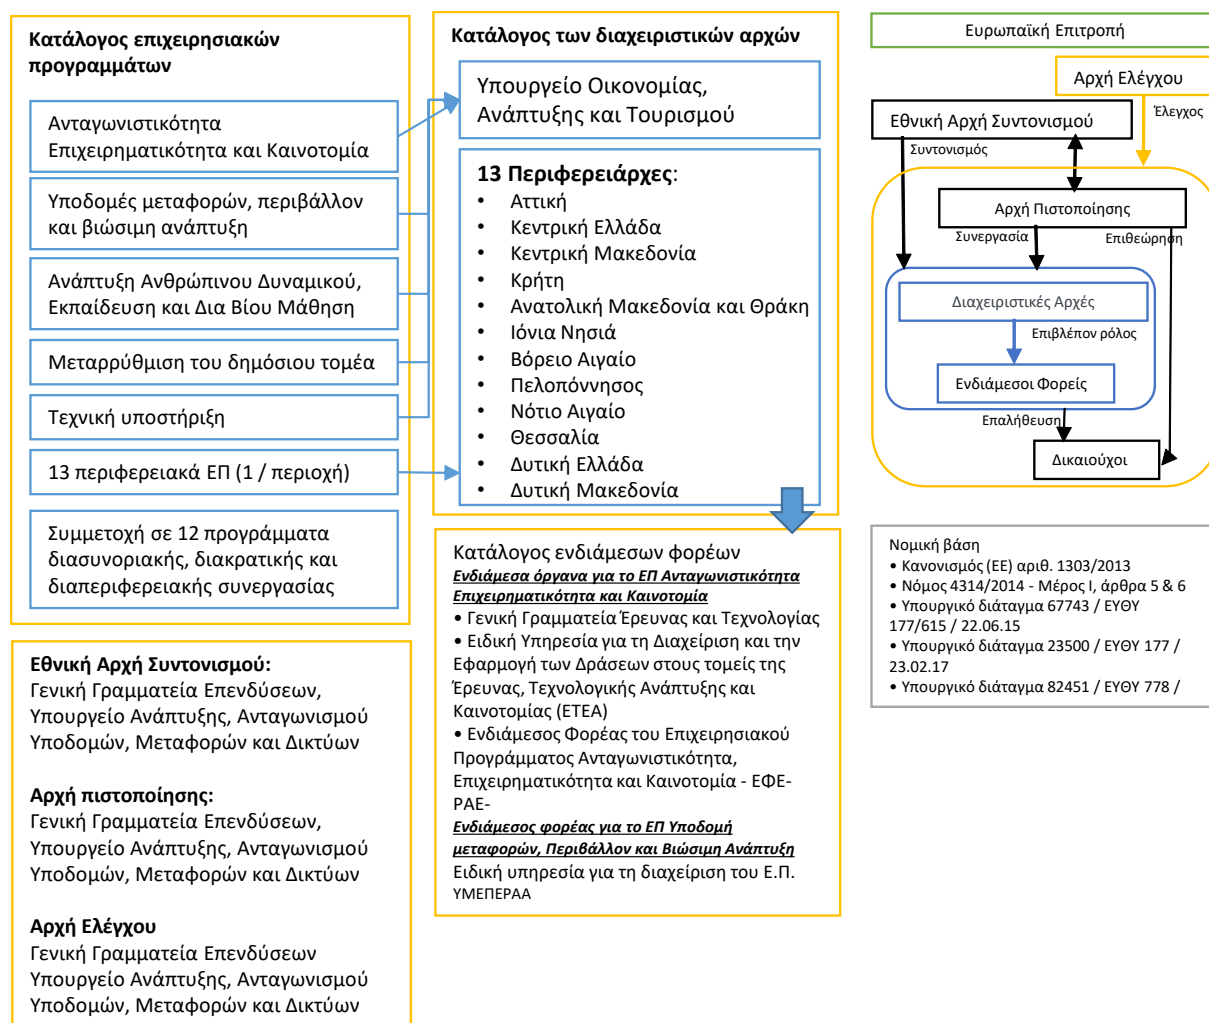 Κατάλογος επιχειρησιακών
προγραμμάτων
Ανταγωνιστικότητα
Επιχειρηματικότητα και Καινοτομία
Υποδομές μεταφορών, περιβάλλον
και βιώσιμη ανάπτυξη
Ανάπτυξη Ανθρώπινου Δυναμικού,
Εκπαίδευση και Δια Βίου Μάθηση
Μεταρρύθμιση του δημόσιου τομέα
Τεχνική υποστήριξη
13 περιφερειακά ΕΠ (1 / περιοχή)
Συμμετοχή σε 12 προγράμματα
διασυνοριακής, διακρατικής και
διαπεριφερειακής συνεργασίας
Εθνική Αρχή Συντονισμού:
Γενική Γραμματεία Επενδύσεων,
Υπουργείο Ανάπτυξης, Ανταγωνισμού
Υποδομών, Μεταφορών και Δικτύων
Αρχή πιστοποίησης:
Γενική Γραμματεία Επενδύσεων,
Υπουργείο Ανάπτυξης, Ανταγωνισμού
Υποδομών, Μεταφορών και Δικτύων
Αρχή Ελέγχου
Γενική Γραμματεία Επενδύσεων
Υπουργείο Ανάπτυξης, Ανταγωνισμού
Υποδομών, Μεταφορών και Δικτύων
Κατάλογος των διαχειριστικών αρχών
Υπουργείο Οικονομίας,
Ανάπτυξης και Τουρισμού
13 Περιφερειάρχες:
• Αττική
• Κεντρική Ελλάδα
• Κεντρική Μακεδονία
• Κρήτη
• Ανατολική Μακεδονία και Θράκη
• Ιόνια Νησιά
• Βόρειο Αιγαίο
• Πελοπόννησος
• Νότιο Αιγαίο
• Θεσσαλία
• Δυτική Ελλάδα
• Δυτική Μακεδονία
Κατάλογος ενδιάμεσων φορέων
Ενδιάμεσα όργανα για το ΕΠ Ανταγωνιστικότητα
Επιχειρηματικότητα και Καινοτομία
• Γενική Γραμματεία Έρευνας και Τεχνολογίας
• Ειδική Υπηρεσία για τη Διαχείριση και την
Εφαρμογή των Δράσεων στους τομείς της
Έρευνας, Τεχνολογικής Ανάπτυξης και
Καινοτομίας (ΕΤΕΑ)
• Ενδιάμεσος Φορέας του Επιχειρησιακού
Προγράμματος Ανταγωνιστικότητα,
Επιχειρηματικότητα και Καινοτομία - ΕΦΕ-
PAE-
Ενδιάμεσος φορέας για το ΕΠ Υποδομή
μεταφορών, Περιβάλλον και Βιώσιμη Ανάπτυξη
Ειδική υπηρεσία για τη διαχείριση του Ε.Π.
ΥΜΕΠΕΡΑΑ
Ευρωπαϊκή Επιτροπή
Αρχή Ελέγχου
Έλεγχος
Εθνική Αρχή Συντονισμού
Συντονισμός
Αρχή Πιστοποίησης
Συνεργασία
Επιθεώρηση
Διαχειριστικές Αρχές
Επιβλέπον ρόλος
Ενδιάμεσοι Φορείς
Επαλήθευση
Δικαιούχοι
Νομική βάση
• Κανονισμός (ΕΕ) αριθ. 1303/2013
• Νόμος 4314/2014 - Μέρος Ι, άρθρα 5 & 6
• Υπουργικό διάταγμα 67743 / ΕΥΘΥ
177/615 / 22.06.15
• Υπουργικό διάταγμα 23500 / ΕΥΘΥ 177 /
23.02.17
• Υπουργικό διάταγμα 82451 / ΕΥΘΥ 778 /